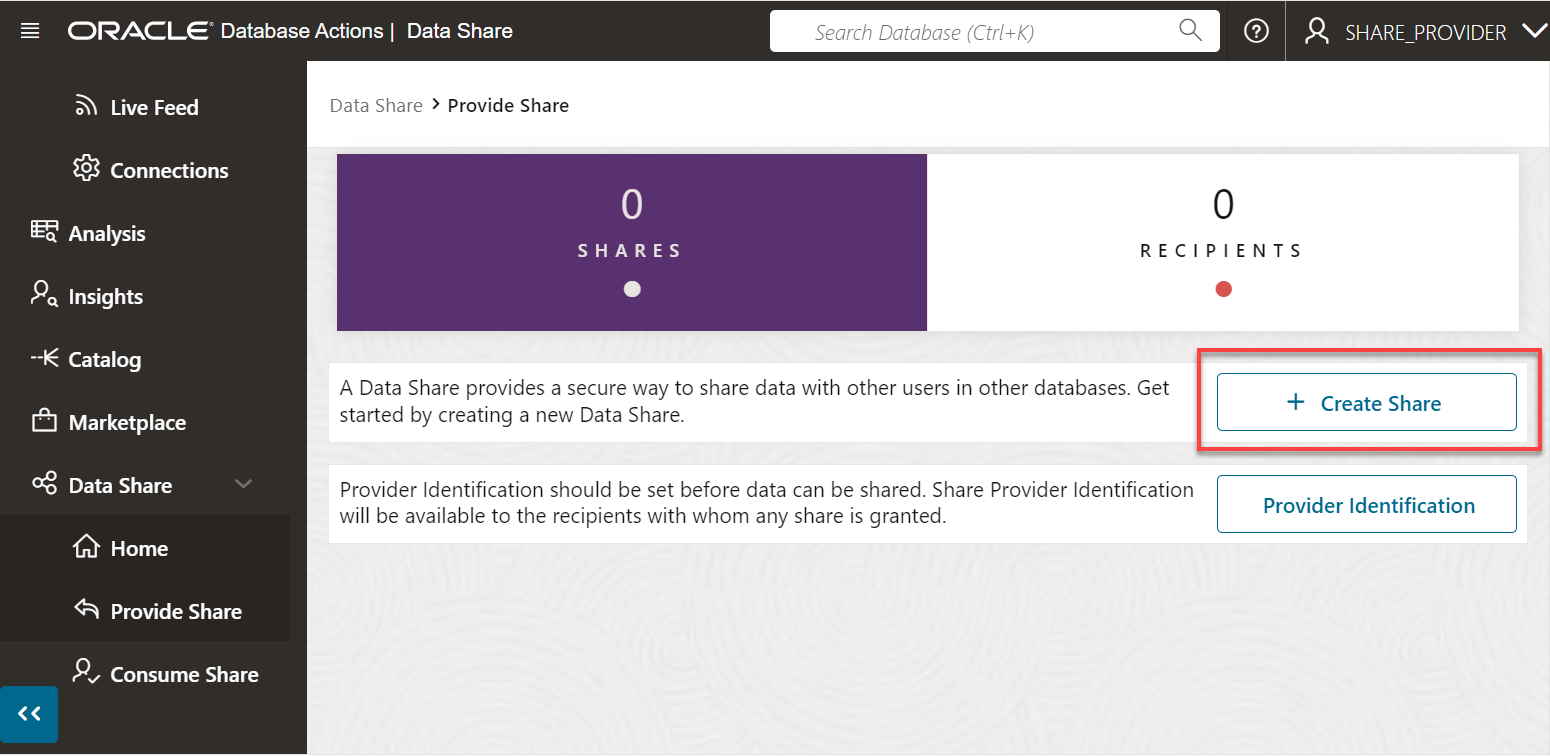 ORACLE Database Actions | Data Share
Search Database (Ctrl+K)
SHARE_PROVIDER
Live Feed
Connections
Analysis
Insights
Catalog
Marketplace
Data Share
Home
Provide Share
Consume Share
Data Share > Provide Share
0
SHARES
0
RECIPIENTS
A Data Share provides a secure way to share data with other users in other databases. Get
started by creating a new Data Share.
+ Create Share
Provider Identification should be set before data can be shared. Share Provider Identification
will be available to the recipients with whom any share is granted.
Provider Identification